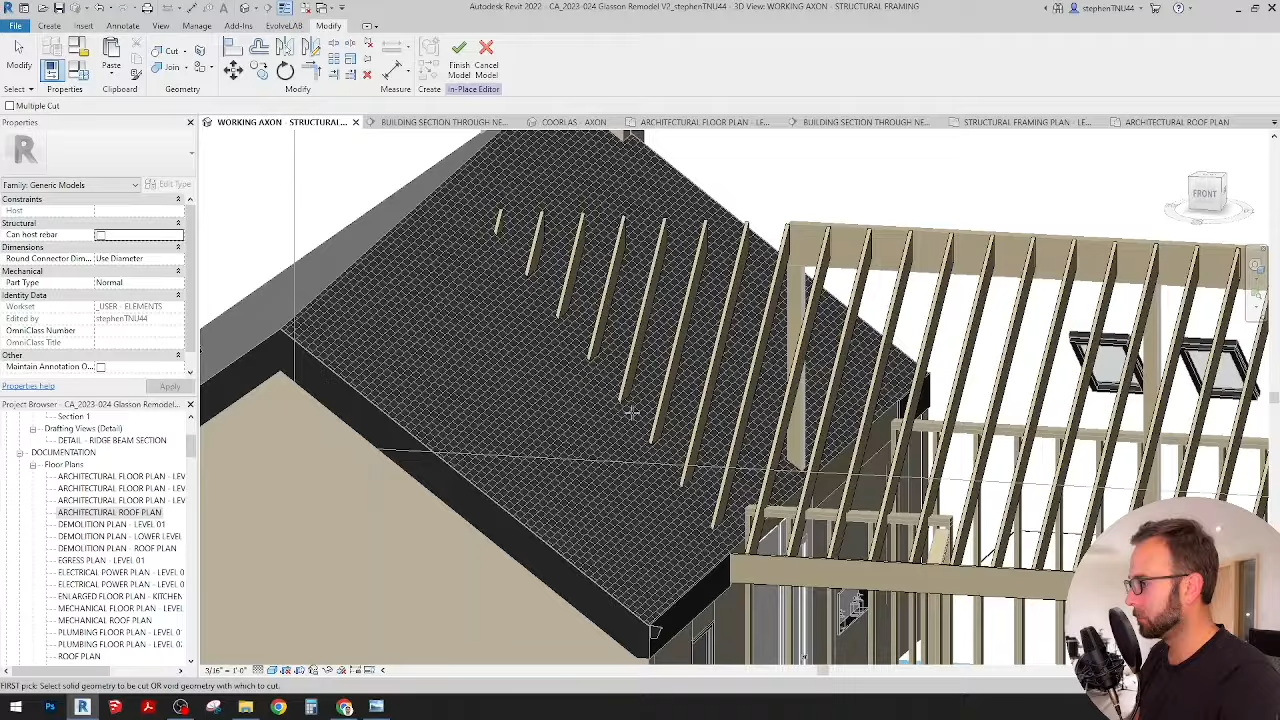 Autodesk Revit 2022 - CA_2023-024 Glasson Remodel V2_stephenTNU44 - 3D View: WORKING AXON - STRUCTURAL FRAMING
stephenTNU44
File Create Insert Annotate View Manage Add-Ins EvolveLAB Modify
Modify Paste Cut Join Finish Model Cancel Model
Select Properties Clipboard Geometry Modify Measure Create In-Place Editor
Multiple Cut
Properties
WORKING AXON - STRUCTURAL...
BUILDING SECTION THROUGH NE...
COORLAS - AXON
ARCHITECTURAL FLOOR PLAN - LE...
BUILDING SECTION THROUGH NE...
STRUCTURAL FRAMING PLAN - LE...
ARCHITECTURAL ROOF PLAN
R
Family: Generic Models
Edit Type
Constraints
Host
Structural
Can host rebar
Dimensions
Round Connector Dim... Use Diameter
Mechanical
Part Type Normal
Identity Data
Workset _USER - ELEMENTS
Edited by stephenTNU44
OmniClass Number
OmniClass Title
Other
Maintain Annotation O...
Properties help
Apply
FRONT
Project Browser - CA_2023-024 Glasson Remodel...
Section 1
Drafting Views (Detail)
DETAIL - RIDGE BEAM SECTION
DOCUMENTATION
Floor Plans
ARCHITECTURAL FLOOR PLAN - LEV
ARCHITECTURAL FLOOR PLAN - LEV
ARCHITECTURAL FLOOR PLAN - LEV
ARCHITECTURAL ROOF PLAN
DEMOLITION PLAN - LEVEL 01
DEMOLITION PLAN - LOWER LEVEL
DEMOLITION PLAN - ROOF PLAN
EGRESS PLAN - LEVEL 01
ELECTRICAL POWER PLAN - LEVEL 0
ELECTRICAL POWER PLAN - LEVEL 0
ENLARGED FLOOR PLAN - KITCHEN
MECHANICAL FLOOR PLAN - LEVEL
MECHANICAL ROOF PLAN
PLUMBING FLOOR PLAN - LEVEL 0
PLUMBING FLOOR PLAN - LEVEL 0
ROOF PLAN
3/16" = 1'-0"
FIRST pick: Select solid geometry to be cut OR void geometry with which to cut.